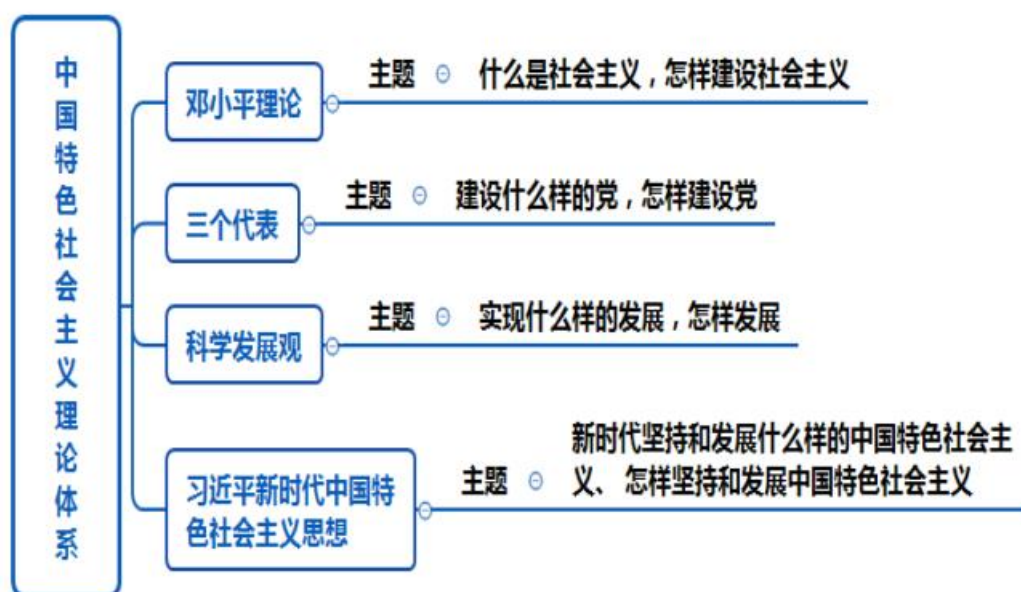 中国特色社会主义理论体系
邓小平理论
主题 什么是社会主义，怎样建设社会主义
三个代表
主题 建设什么样的党，怎样建设党
科学发展观
主题 实现什么样的发展，怎样发展
习近平新时代中国特
色社会主义思想
主题
新时代坚持和发展什么样的中国特色社会主
义、 怎样坚持和发展中国特色社会主义